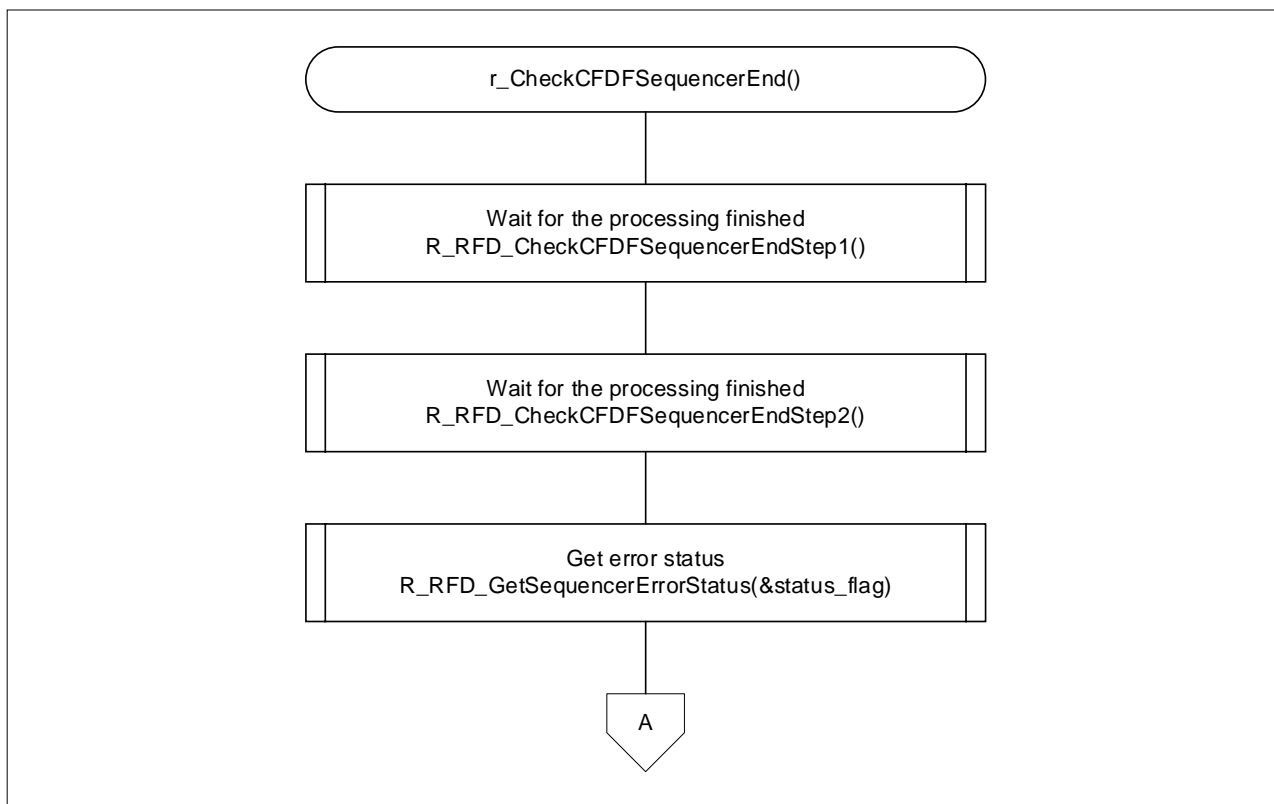 r_CheckCFDFSequencerEnd()
Wait for the processing finished
R_RFD_CheckCFDFSequencerEndStep1()
Wait for the processing finished
R_RFD_CheckCFDFSequencerEndStep2()
Get error status
R_RFD_GetSequencerErrorStatus(&status_flag)
A